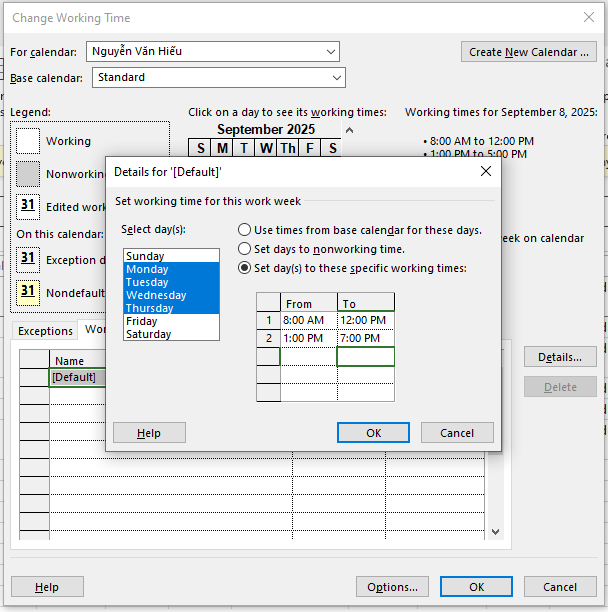 Change Working Time
For calendar: Nguyễn Văn Hiếu Create New Calendar ...
Base calendar: Standard
Legend: Click on a day to see its working times: Working times for September 8, 2025:
Working
Nonworking
31 Edited work
On this calendar:
31 Exception d
31 Nondefault
September 2025
S M T W Th F S
• 8:00 AM to 12:00 PM
• 1:00 PM to 5:00 PM
eek on calendar
Details for '[Default]'
Set working time for this work week
Select day(s):
Sunday
Monday
Tuesday
Wednesday
Thursday
Friday
Saturday
Use times from base calendar for these days.
Set days to nonworking time.
Set day(s) to these specific working times:
From To
1 8:00 AM 12:00 PM
2 1:00 PM 7:00 PM
Help OK Cancel
Exceptions Wor
Name
[Default]
Details...
Delete
Help Options... OK Cancel